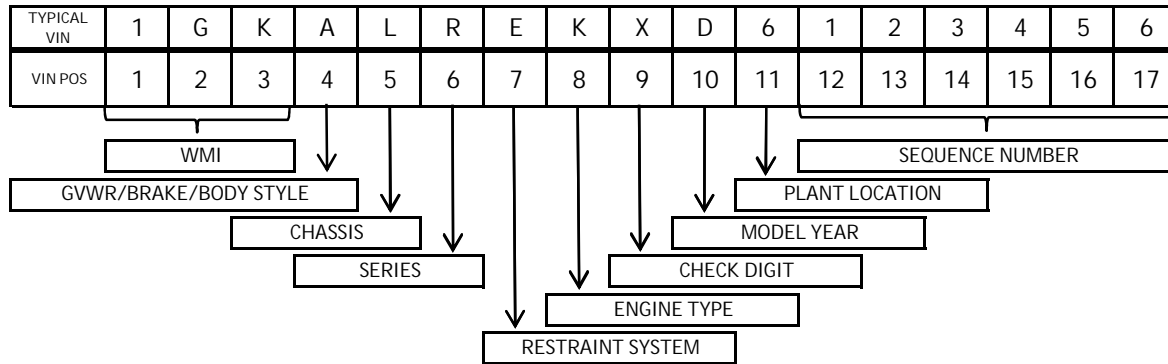 TYPICAL VIN 1 G K A L R E K X D 6 1 2 3 4 5 6
VIN POS 1 2 3 4 5 6 7 8 9 10 11 12 13 14 15 16 17
WMI SEQUENCE NUMBER
GVWR/BRAKE/BODY STYLE PLANT LOCATION
CHASSIS MODEL YEAR
SERIES CHECK DIGIT
ENGINE TYPE
RESTRAINT SYSTEM